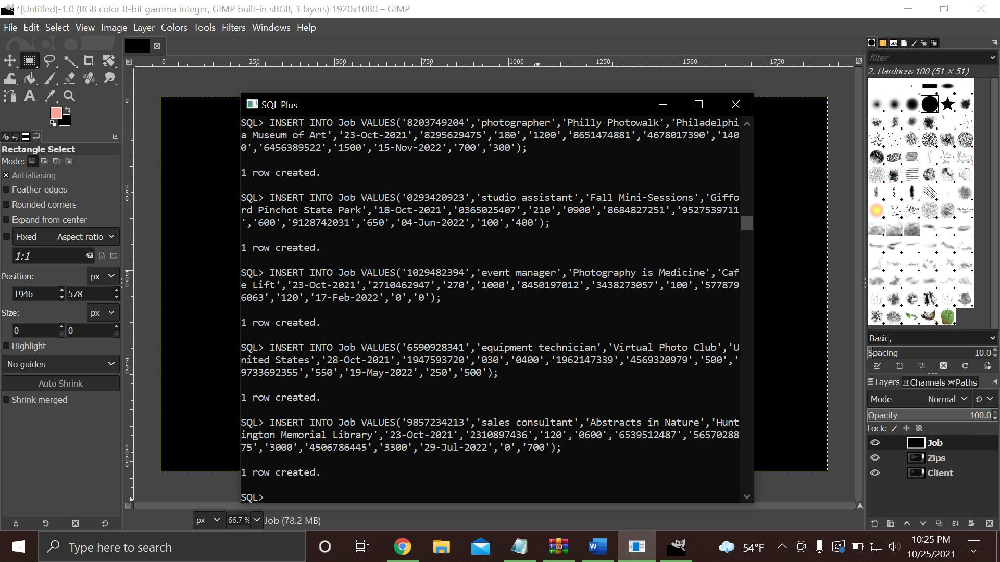 *[Untitled]-1.0 (RGB color 8-bit gamma integer, GIMP built-in sRGB, 3 layers) 1920x1080 – GIMP
File Edit Select View Image Layer Colors Tools Filters Windows Help
0 250 500 750 1000 1250 1500 1750
0
250
500
750
1000
Rectangle Select
Mode:
Antialiasing
Feather edges
Rounded corners
Expand from center
Fixed Aspect ratio
1:1
Position: px
1946 578
Size: px
0 0
Highlight
No guides
Auto Shrink
Shrink merged
SQL Plus
SQL> INSERT INTO Job VALUES('8203749204','photographer','Philly Photowalk','Philadelphi
a Museum of Art','23-Oct-2021','8295629475','180','1200','8651474881','4678017390','140
0','6456389522','1500','15-Nov-2022','700','300');
1 row created.
SQL> INSERT INTO Job VALUES('0293420923','studio assistant','Fall Mini-Sessions','Giffo
rd Pinchot State Park','18-Oct-2021','0365025407','210','0900','8684827251','9527539711
','600','9128742031','650','04-Jun-2022','100','400');
1 row created.
SQL> INSERT INTO Job VALUES('1029482394','event manager','Photography is Medicine','Caf
e Lift','23-Oct-2021','2710462947','270','1000','8450197012','3438273057','100','577879
6063','120','17-Feb-2022','0','0');
1 row created.
SQL> INSERT INTO Job VALUES('6590928341','equipment technician','Virtual Photo Club','U
nited States','28-Oct-2021','1947593720','030','0400','1962147339','4569320979','500','
9733692355','550','19-May-2022','250','500');
1 row created.
SQL> INSERT INTO Job VALUES('9857234213','sales consultant','Abstracts in Nature','Hunt
ington Memorial Library','23-Oct-2021','2310897436','120','0600','6539512487','56570288
75','3000','4506786445','3300','29-Jul-2022','0','700');
1 row created.
SQL>
px 66.7 % Job (78.2 MB)
filter
2. Hardness 100 (51 × 51)
Basic,
Spacing 10.0
Layers Channels Paths
Mode Normal
Opacity 100.0
Lock:
Job
Zips
Client
Type here to search
54°F
10:25 PM
10/25/2021